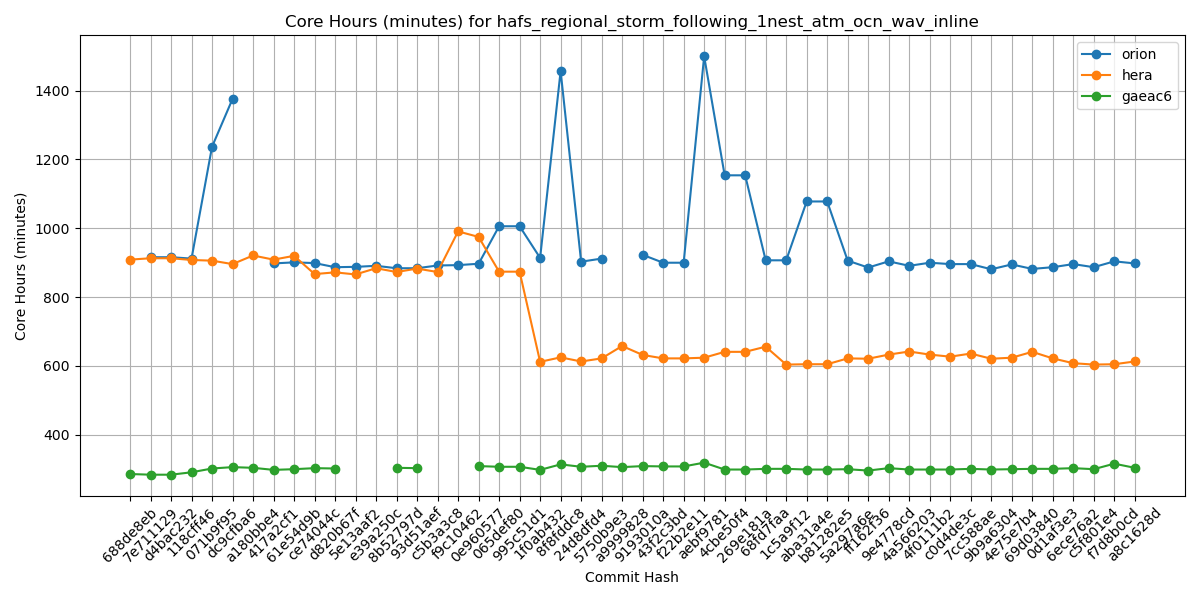 Core Hours (minutes) for hafs_regional_storm_following_1nest_atm_ocn_wav_inline
orion
hera
gaeac6
Core Hours (minutes)
1400
1200
1000
800
600
400
688de8eb
7e711129
d4bac232
118cff46
071b9f95
dc9cfba6
a180bbe4
417a2cf1
61e54d9b
ce74044c
d820b67f
5e13aaf2
e39a250c
8b52797d
93d51aef
c5b3a3c8
f9c10462
0e960577
065def80
995c51d1
1f0ab432
8f8fddc8
24d8dfd4
5750b9e3
a9999828
9193010a
43f2c3bd
f22b2e11
aebf9781
4cbe50f4
269e181a
68fd7faa
1c5a9f12
aba31a4e
b81282e5
5a297a6e
ff162f36
9e4778cd
4a566203
4f0111b2
c0d4de3c
7cc588ae
9b9a6304
4e75e7b4
69d03840
0d1af3e3
6ece76a2
c5f801e4
f7d8b0cd
a8c1628d
Commit Hash